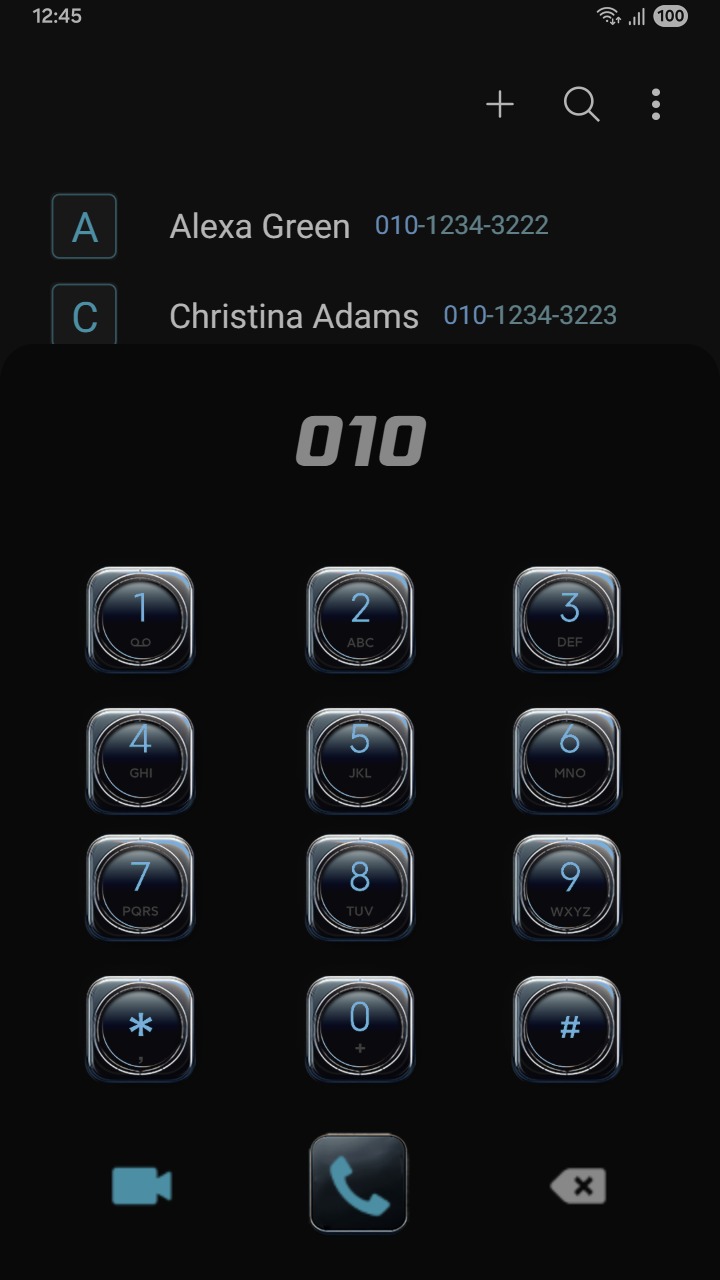 12:45 100
A Alexa Green 010-1234-3222
C Christina Adams 010-1234-3223
010
1 2 3
ABC DEF
4 5 6
GHI JKL MNO
7 8 9
PQRS TUV WXYZ
* 0 #
, +